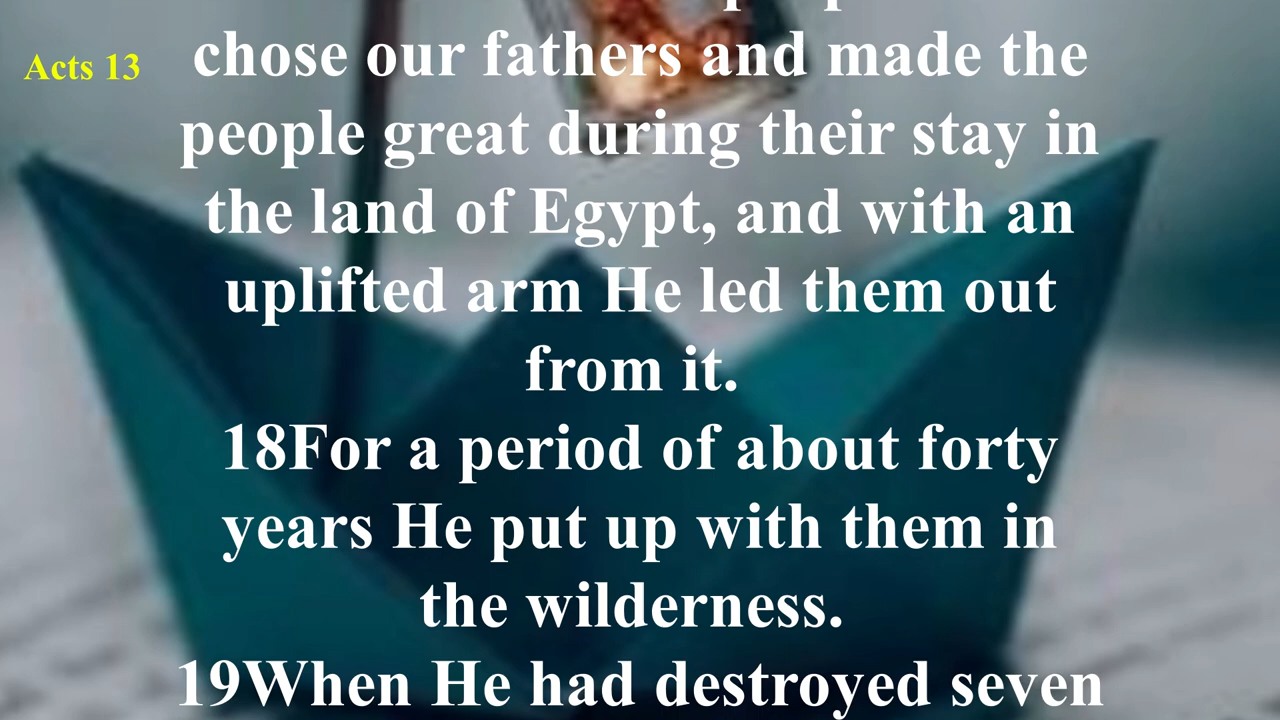 Acts 13
chose our fathers and made the
people great during their stay in
the land of Egypt, and with an
uplifted arm He led them out
from it.
18For a period of about forty
years He put up with them in
the wilderness.
19When He had destroyed seven